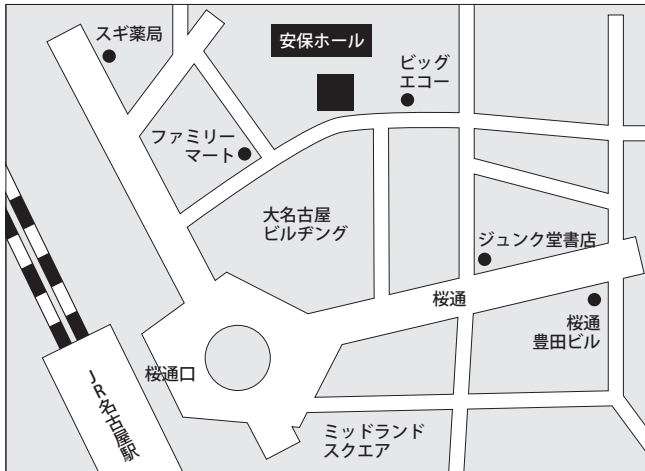 スギ薬局
安保ホール
ビッグ
エコー
ファミリー
マート
大名古屋
ビルヂング
ジュンク堂書店
桜通
桜通
豊田ビル
桜通口
JR名古屋駅
ミッドランド
スクエア